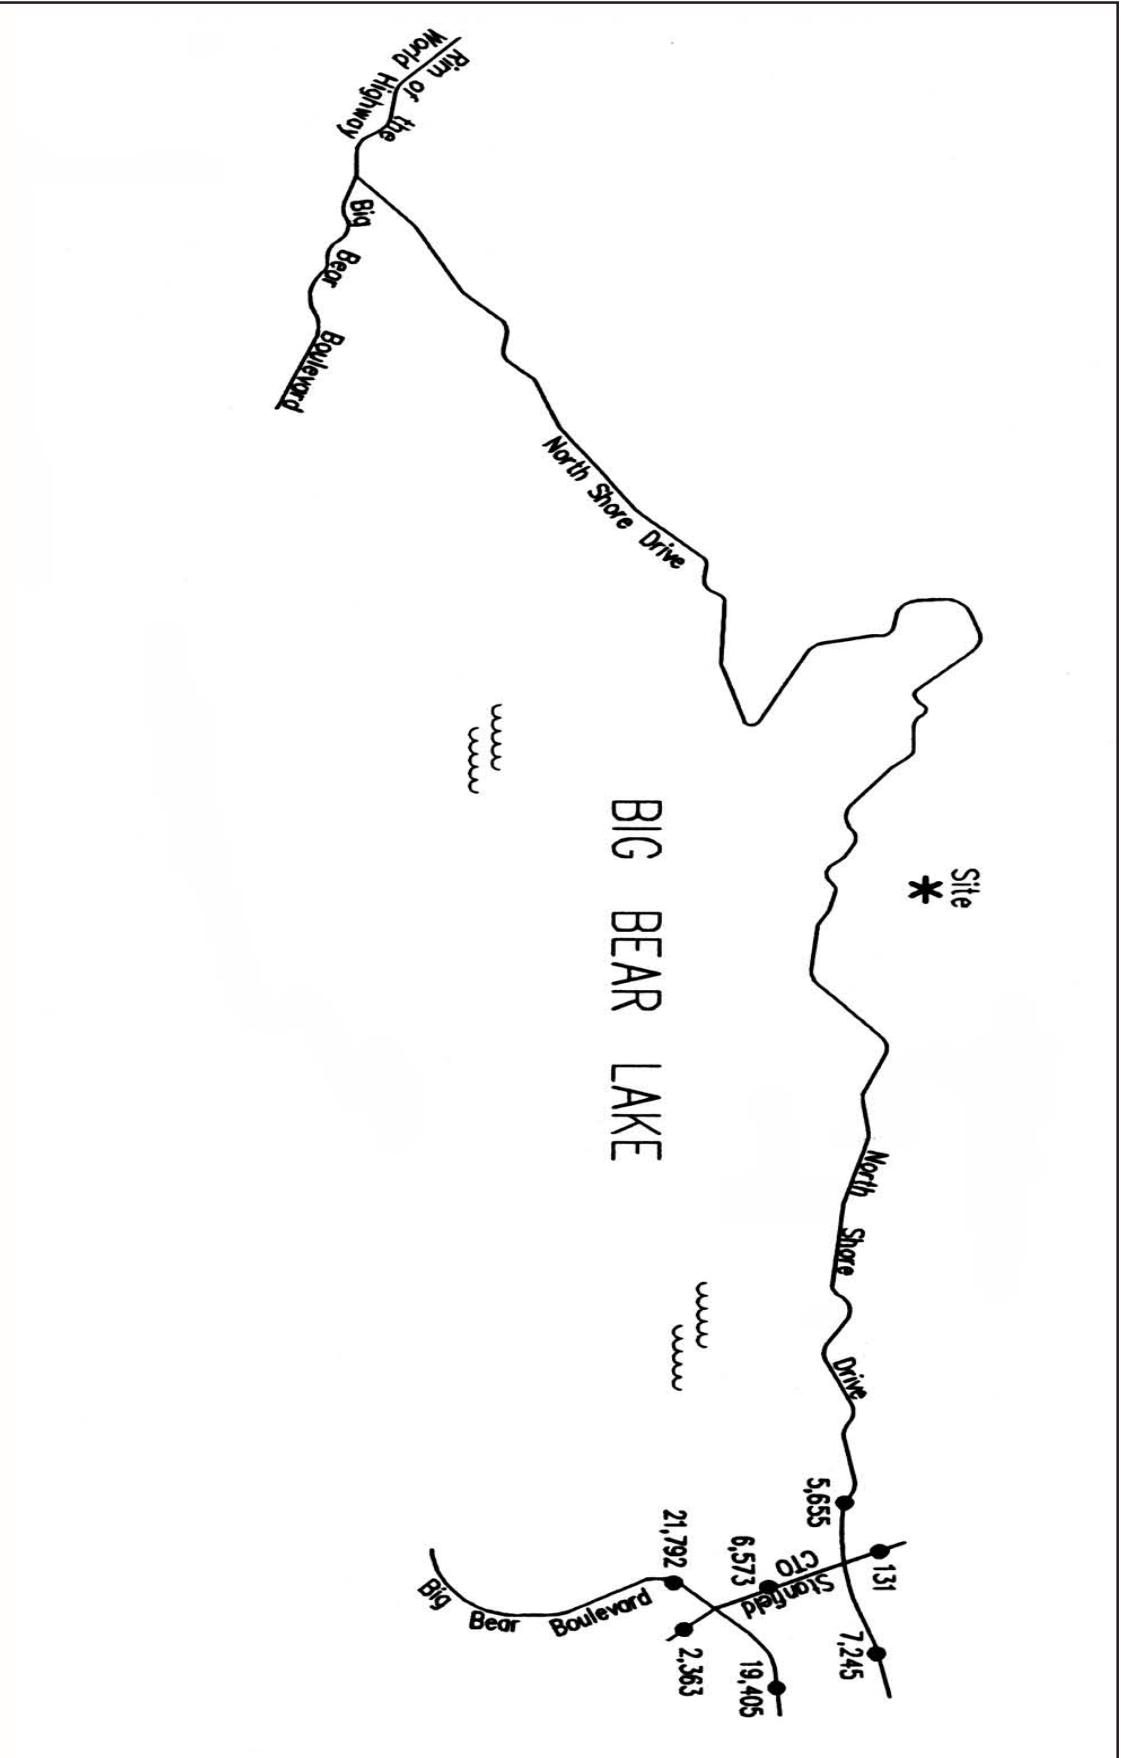 Rim of the
World Highway
Big Bear Boulevard
North Shore Drive
Site
BIG BEAR LAKE
North Shore Drive
5,655
131
Stanfield
CTO
6,573
7,245
21,792
19,405
2,363
Big Bear Boulevard